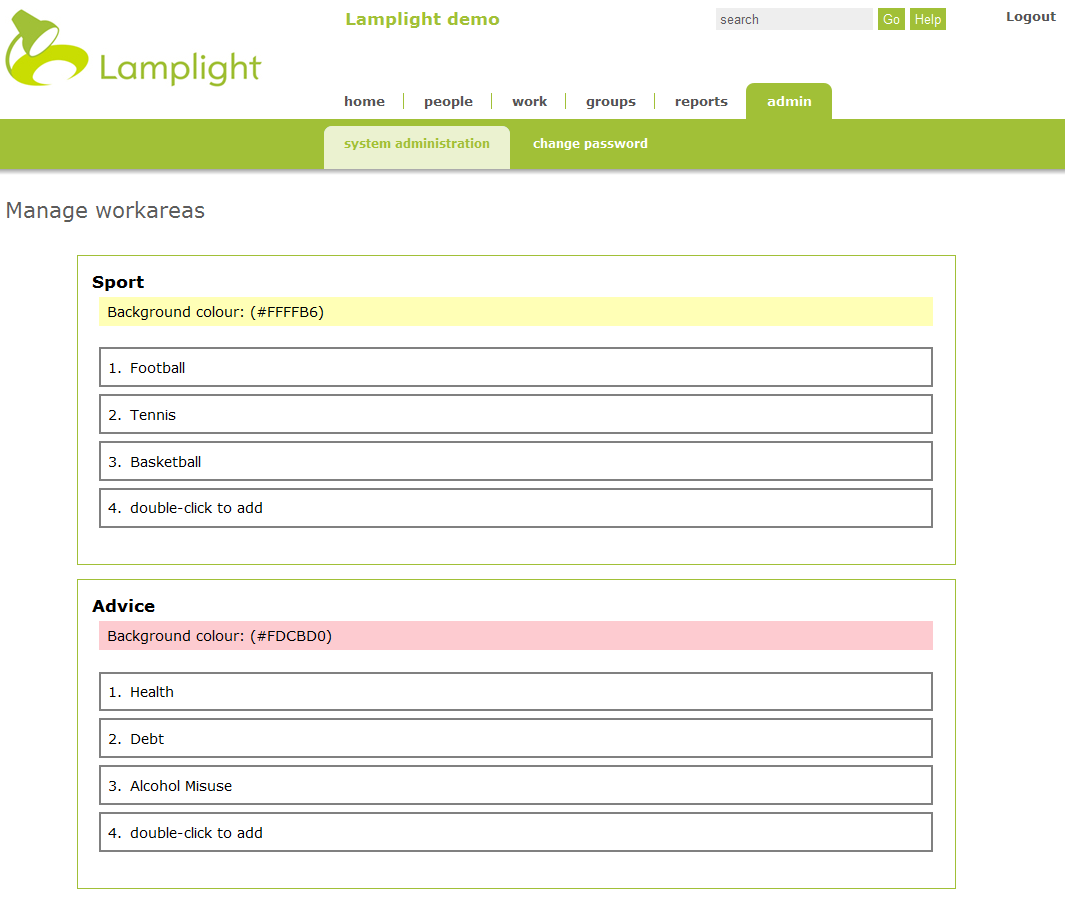 Lamplight demo
search Go Help
Logout
Lamplight
home people work groups reports admin
system administration change password
Manage workareas
Sport
Background colour: (#FFFFB6)
1. Football
2. Tennis
3. Basketball
4. double-click to add
Advice
Background colour: (#FDCBD0)
1. Health
2. Debt
3. Alcohol Misuse
4. double-click to add